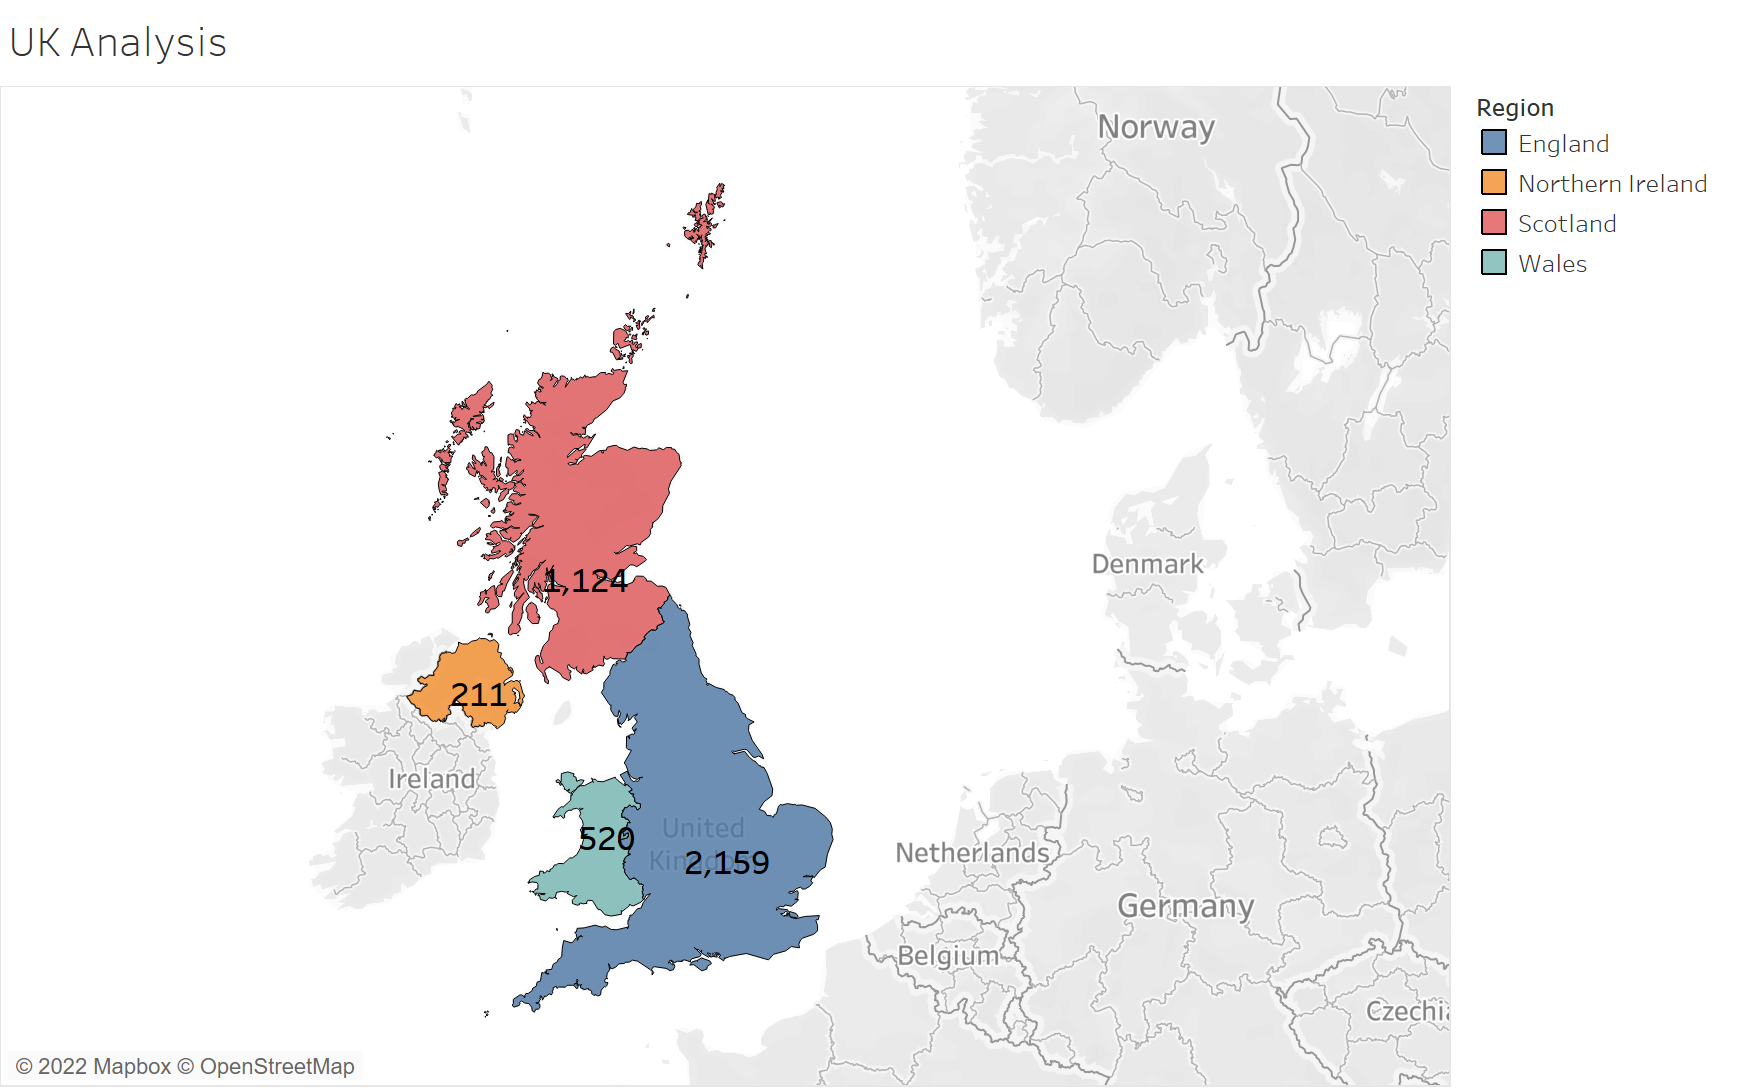 UK Analysis
Region
England
Northern Ireland
Scotland
Wales
Norway
Denmark
1,124
211
Ireland
520
United
Kingdom
2,159
Netherlands
Germany
Belgium
Czechia
© 2022 Mapbox © OpenStreetMap